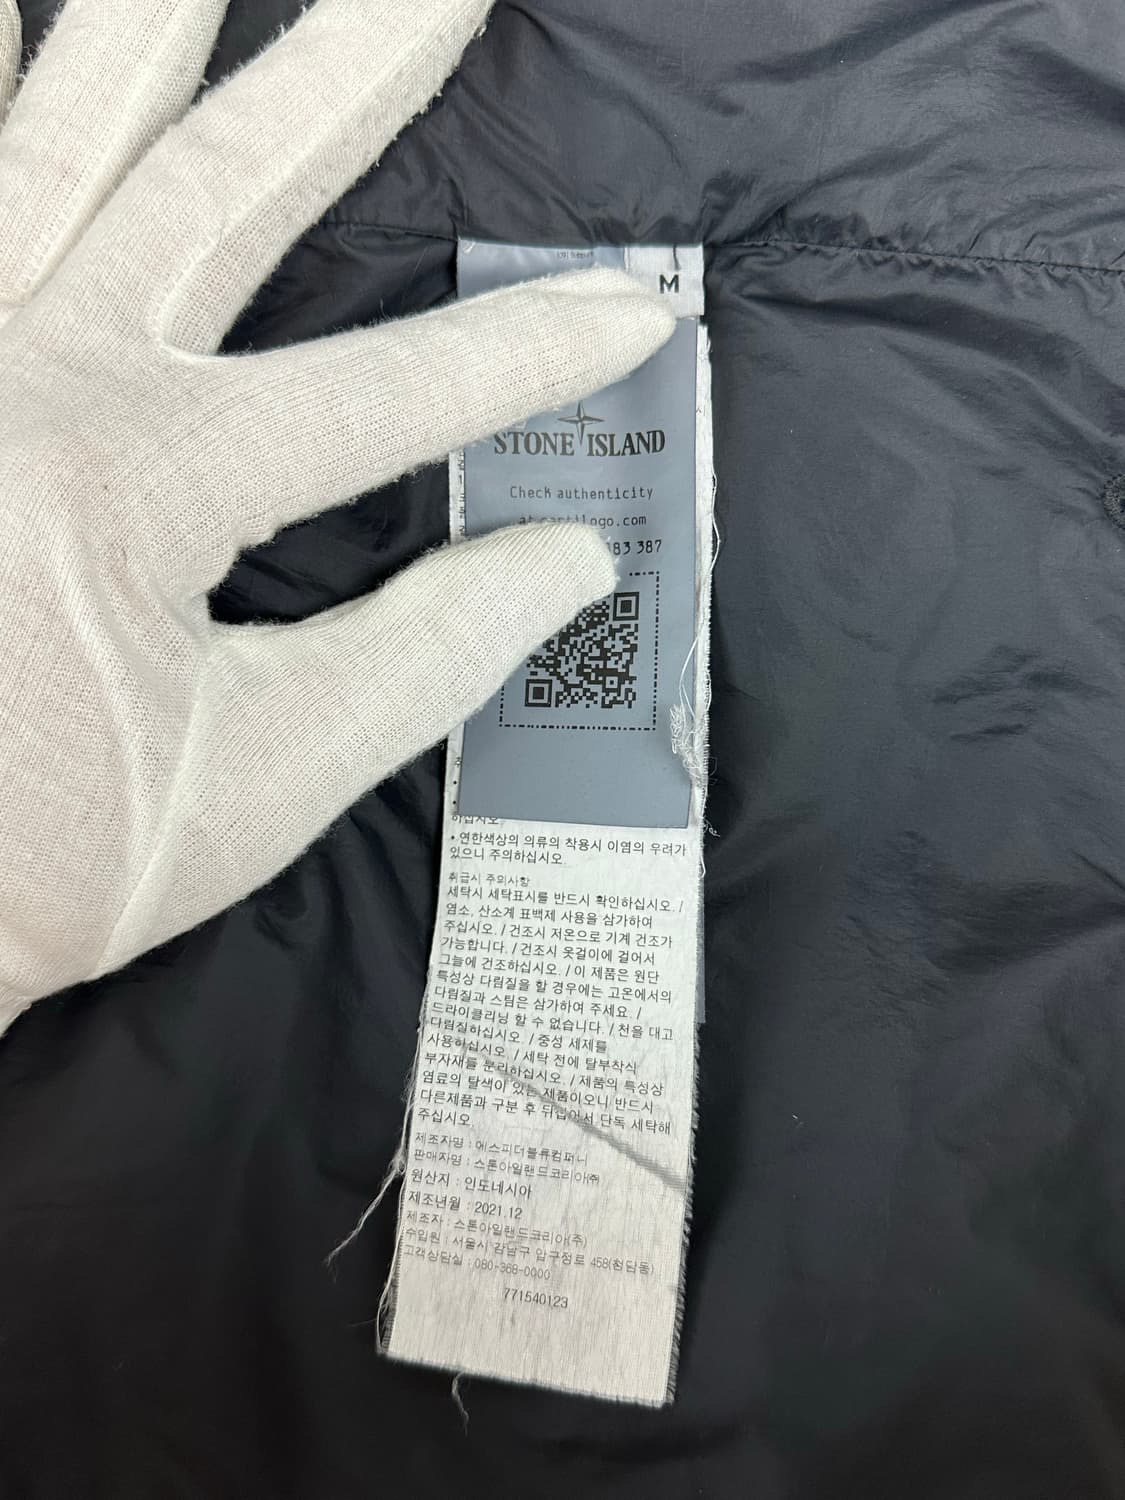 M
STONE ISLAND
Check authenticity
at certilogo.com
183 387
하십시오.
• 연한색상의 의류의 착용시 이염의 우려가
있으니 주의하십시오.
취급시 주의사항
세탁시 세탁표시를 반드시 확인하십시오. /
염소, 산소계 표백제 사용을 삼가하여
주십시오. / 건조시 저온으로 기계 건조가
가능합니다. / 건조시 옷걸이에 걸어서
그늘에 건조하십시오. / 이 제품은 원단
특성상 다림질을 할 경우에는 고온에서의
다림질과 스팀은 삼가하여 주세요. /
드라이클리닝 할 수 없습니다. / 천을 대고
다림질하십시오. / 중성 세제를
사용하십시오. / 세탁 전에 탈부착식
부자재를 분리하십시오. / 제품의 특성상
염료의 탈색이 있는 제품이오니 반드시
다른제품과 구분 후 뒤집어서 단독 세탁해
주십시오.
제조자명 : 에스피더블류컴퍼니
판매자명 : 스톤아일랜드코리아(주)
원산지 : 인도네시아
제조년월 : 2021.12
제조자 : 스톤아일랜드코리아(주)
수입원 : 서울시 강남구 압구정로 458(청담동)
고객상담실 : 080-368-0000
771540123